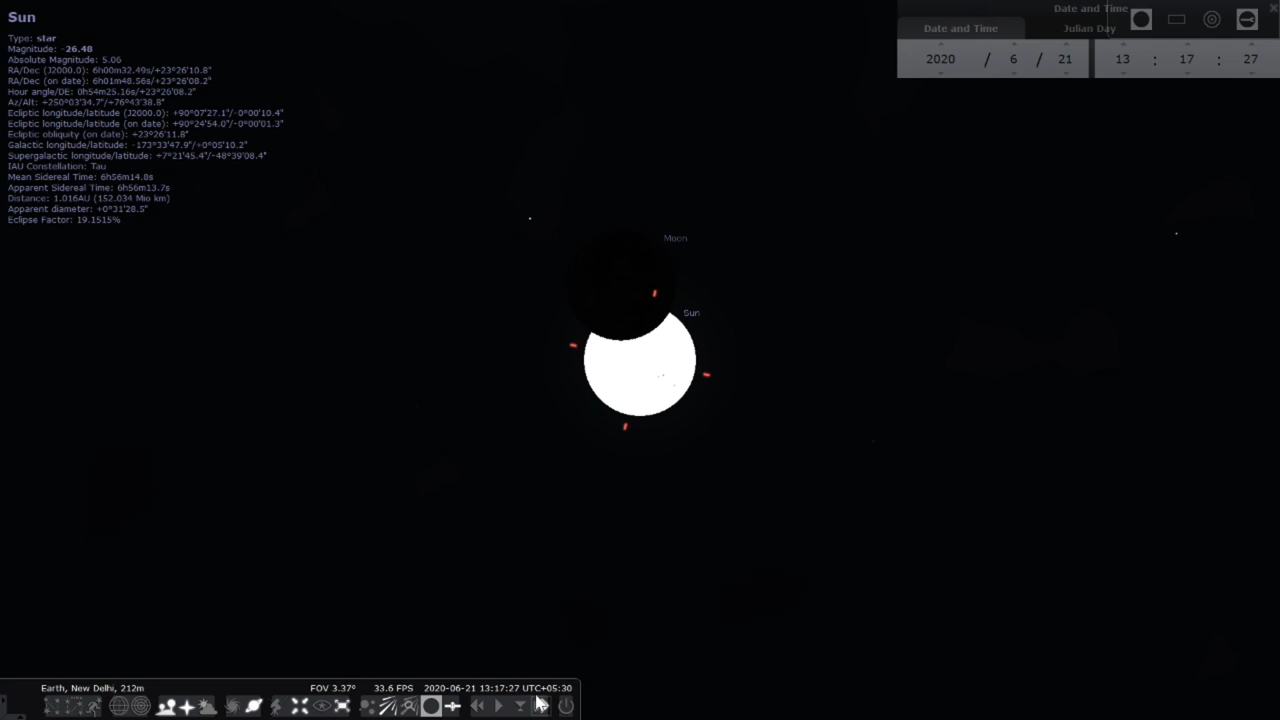 Sun
Type: star
Magnitude: -26.48
Absolute Magnitude: 5.06
RA/Dec (J2000.0): 6h00m32.49s/+23°26'10.8"
RA/Dec (on date): 6h01m48.56s/+23°26'08.2"
Hour angle/DE: 0h54m25.16s/+23°26'08.2"
Az/Alt: +250°03'34.7"/+76°43'38.8"
Ecliptic longitude/latitude (J2000.0): +90°07'27.1"/-0°00'10.4"
Ecliptic longitude/latitude (on date): +90°24'54.0"/-0°00'01.3"
Ecliptic obliquity (on date): +23°26'11.8"
Galactic longitude/latitude: -173°33'47.9"/+0°05'10.2"
Supergalactic longitude/latitude: +7°21'45.4"/-48°39'08.4"
IAU Constellation: Tau
Mean Sidereal Time: 6h56m14.8s
Apparent Sidereal Time: 6h56m13.7s
Distance: 1.016AU (152.034 Mio km)
Apparent diameter: +0°31'28.5"
Eclipse Factor: 19.1515%
Date and Time
Date and Time Julian Day
2020 / 6 / 21 13 : 17 : 27
Moon
Sun
Earth, New Delhi, 212m FOV 3.37° 33.6 FPS 2020-06-21 13:17:27 UTC+05:30